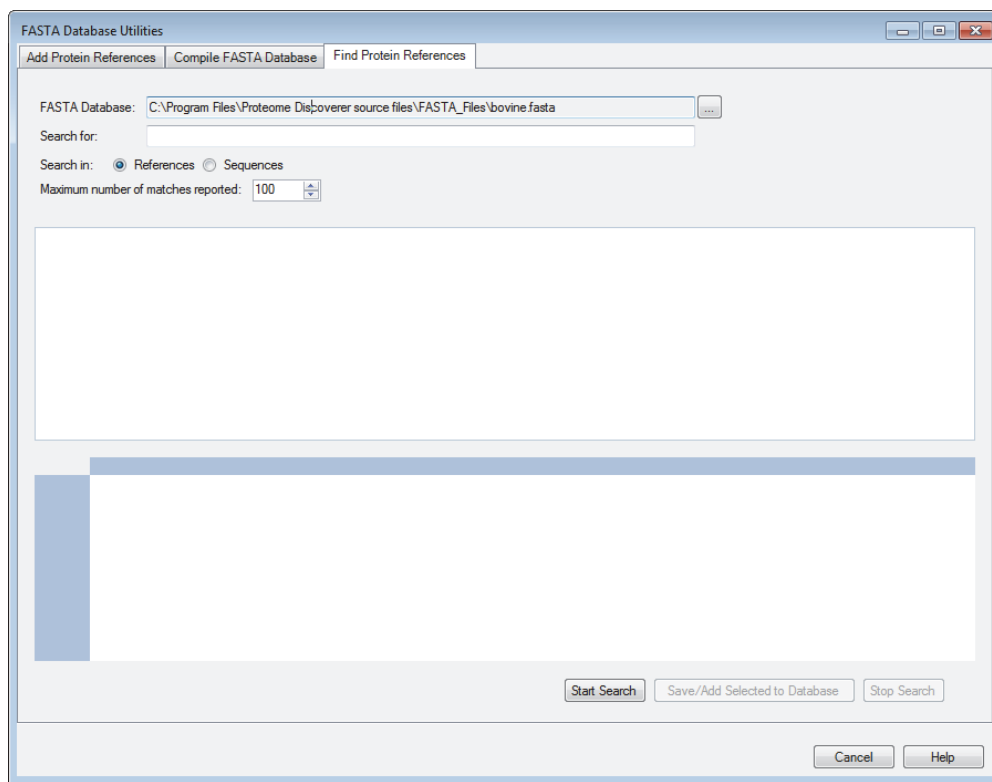 FASTA Database Utilities
Add Protein References Compile FASTA Database Find Protein References
FASTA Database: C:\Program Files\Proteome Discoverer source files\FASTA_Files\bovine.fasta ...
Search for:
Search in: References Sequences
Maximum number of matches reported: 100
Start Search Save/Add Selected to Database Stop Search
Cancel Help